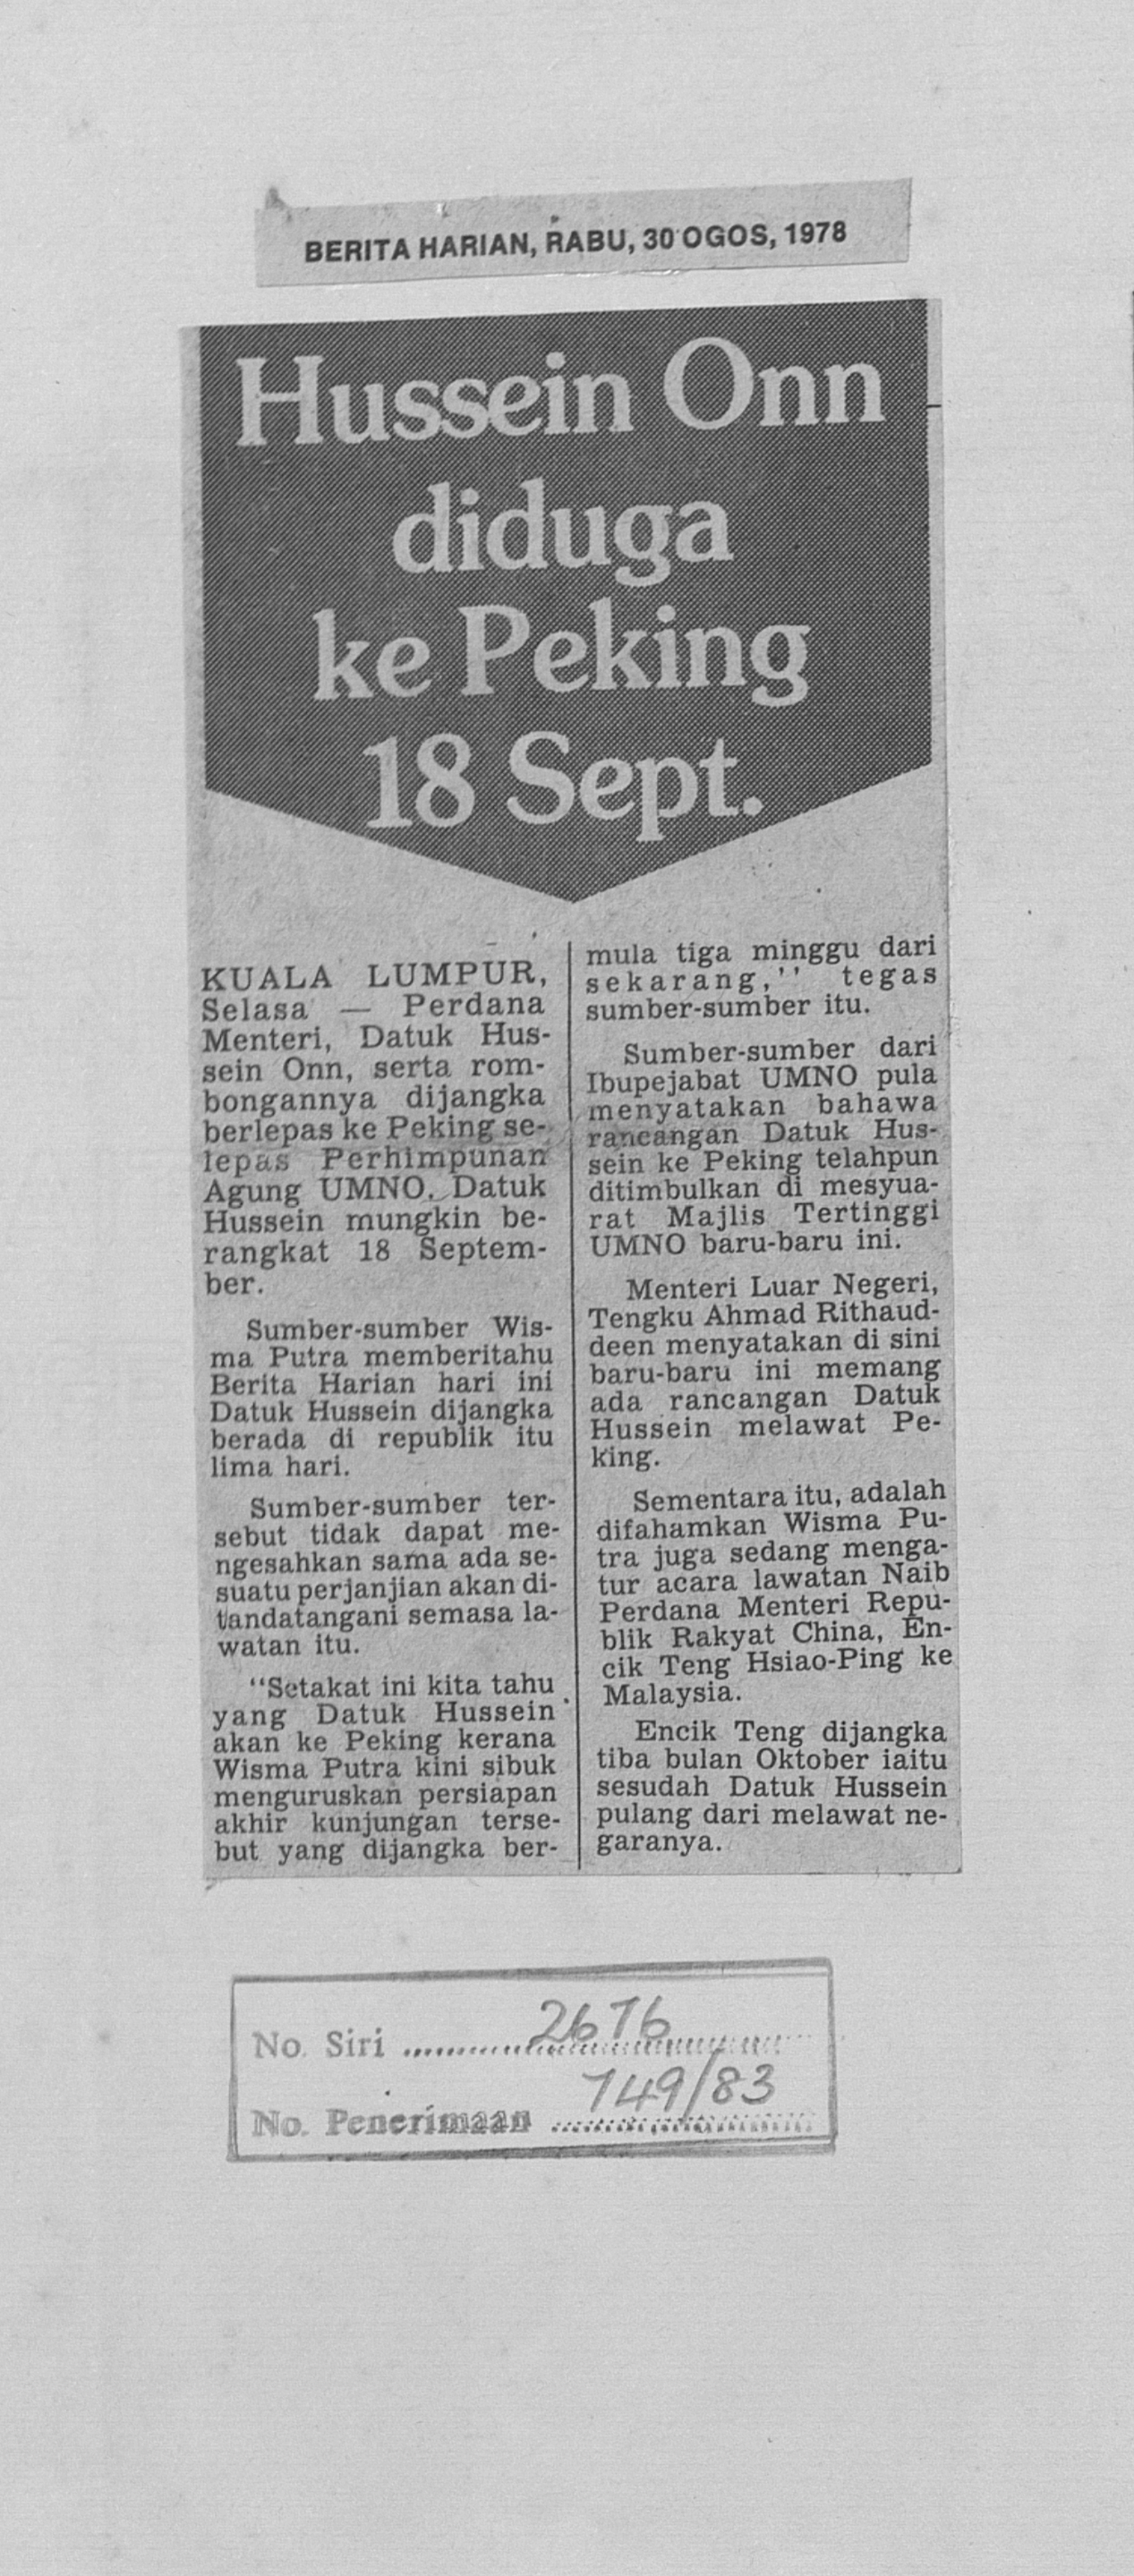 BERITA HARIAN, RABU, 30 OGOS, 1978
Hussein Onn
diduga
ke Peking
18 Sept.
KUALA LUMPUR,
Selasa — Perdana
Menteri, Datuk Hus-
sein Onn, serta rom-
bongannya dijangka
berlepas ke Peking se-
lepas Perhimpunan
Agung UMNO. Datuk
Hussein mungkin be-
rangkat 18 Septem-
ber.
Sumber-sumber Wis-
ma Putra memberitahu
Berita Harian hari ini
Datuk Hussein dijangka
berada di republik itu
lima hari.
Sumber-sumber ter-
sebut tidak dapat me-
ngesahkan sama ada se-
suatu perjanjian akan di-
tandatangani semasa la-
watan itu.
"Setakat ini kita tahu
yang Datuk Hussein
akan ke Peking kerana
Wisma Putra kini sibuk
menguruskan persiapan
akhir kunjungan terse-
but yang dijangka ber-
mula tiga minggu dari
sekarang,'' tegas
sumber-sumber itu.
Sumber-sumber dari
Ibupejabat UMNO pula
menyatakan bahawa
rancangan Datuk Hus-
sein ke Peking telahpun
ditimbulkan di mesyua-
rat Majlis Tertinggi
UMNO baru-baru ini.
Menteri Luar Negeri,
Tengku Ahmad Rithaud-
deen menyatakan di sini
baru-baru ini memang
ada rancangan Datuk
Hussein melawat Pe-
king.
Sementara itu, adalah
difahamkan Wisma Pu-
tra juga sedang menga-
tur acara lawatan Naib
Perdana Menteri Repu-
blik Rakyat China, En-
cik Teng Hsiao-Ping ke
Malaysia.
Encik Teng dijangka
tiba bulan Oktober iaitu
sesudah Datuk Hussein
pulang dari melawat ne-
garanya.
No. Siri 2676
No. Penerimaan 749/83